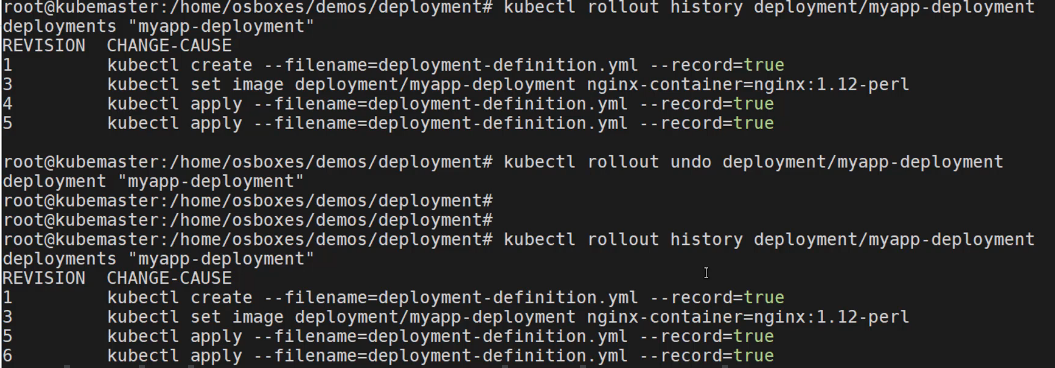 root@kubemaster:/home/osboxes/demos/deployment# kubectl rollout history deployment/myapp-deployment
deployments "myapp-deployment"
REVISION  CHANGE-CAUSE
1         kubectl create --filename=deployment-definition.yml --record=true
3         kubectl set image deployment/myapp-deployment nginx-container=nginx:1.12-perl
4         kubectl apply --filename=deployment-definition.yml --record=true
5         kubectl apply --filename=deployment-definition.yml --record=true
root@kubemaster:/home/osboxes/demos/deployment# kubectl rollout undo deployment/myapp-deployment
deployment "myapp-deployment"
root@kubemaster:/home/osboxes/demos/deployment#
root@kubemaster:/home/osboxes/demos/deployment#
root@kubemaster:/home/osboxes/demos/deployment# kubectl rollout history deployment/myapp-deployment
deployments "myapp-deployment"
REVISION  CHANGE-CAUSE
1         kubectl create --filename=deployment-definition.yml --record=true
3         kubectl set image deployment/myapp-deployment nginx-container=nginx:1.12-perl
5         kubectl apply --filename=deployment-definition.yml --record=true
6         kubectl apply --filename=deployment-definition.yml --record=true